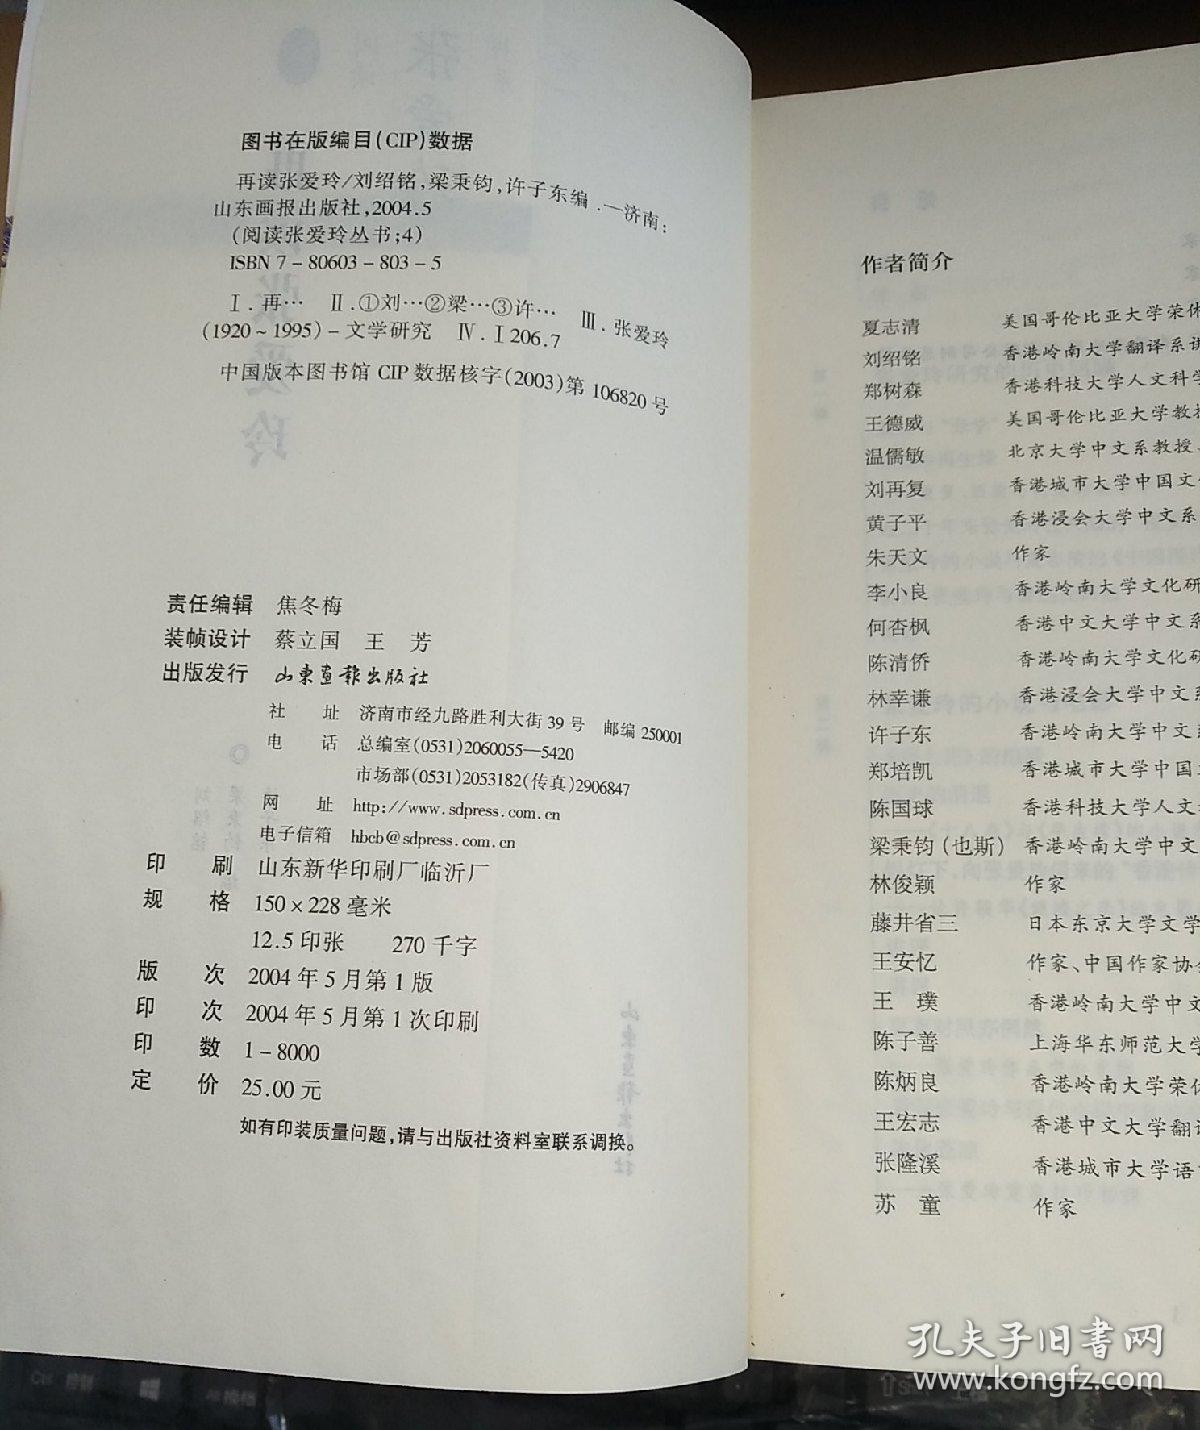 图书在版编目(CIP)数据
再读张爱玲/刘绍铭,梁秉钧,许子东编.—济南:
山东画报出版社,2004.5
(阅读张爱玲丛书;4)
ISBN 7-80603-803-5
Ⅰ.再… Ⅱ.①刘…②梁…③许… Ⅲ.张爱玲
(1920~1995)-文学研究 Ⅳ.I206.7
中国版本图书馆CIP数据核字(2003)第106820号
责任编辑 焦冬梅
装帧设计 蔡立国 王 芳
出版发行 山东画报出版社
社 址 济南市经九路胜利大街39号 邮编 250001
电 话 总编室(0531)2060055—5420
市场部(0531)2053182(传真)2906847
网 址 http://www.sdpress.com.cn
电子信箱 hbcb@sdpress.com.cn
印 刷 山东新华印刷厂临沂厂
规 格 150×228毫米
12.5印张 270千字
版 次 2004年5月第1版
印 次 2004年5月第1次印刷
印 数 1-8000
定 价 25.00元
如有印装质量问题,请与出版社资料室联系调换。
作者简介
夏志清 美国哥伦比亚大学荣休
刘绍铭 香港岭南大学翻译系讲
郑树森 香港科技大学人文科学
王德威 美国哥伦比亚大学教授
温儒敏 北京大学中文系教授、
刘再复 香港城市大学中国文化
黄子平 香港浸会大学中文系
朱天文 作家
李小良 香港岭南大学文化研
何杏枫 香港中文大学中文系
陈清侨 香港岭南大学文化研
林幸谦 香港浸会大学中文系
许子东 香港岭南大学中文
郑培凯 香港城市大学中国
陈国球 香港科技大学人文
梁秉钧(也斯) 香港岭南大学中文
林俊颖 作家
藤井省三 日本东京大学文学
王安忆 作家、中国作家协会
王 璞 香港岭南大学中文
陈子善 上海华东师范大学
陈炳良 香港岭南大学荣休
王宏志 香港中文大学翻译
张隆溪 香港城市大学语
苏 童 作家
孔夫子旧书网
www.kongfz.com